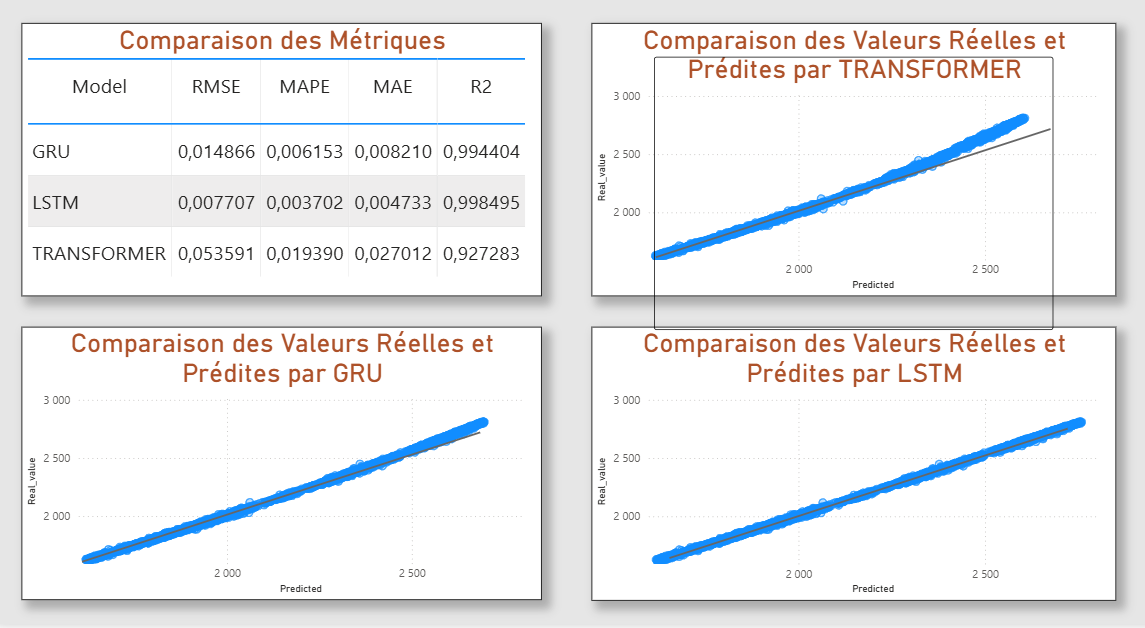 Comparaison des Métriques
Model RMSE MAPE MAE R2
GRU 0,014866 0,006153 0,008210 0,994404
LSTM 0,007707 0,003702 0,004733 0,998495
TRANSFORMER 0,053591 0,019390 0,027012 0,927283
Comparaison des Valeurs Réelles et
Prédites par TRANSFORMER
3 000
2 500
2 000
Real_value
2 000 2 500
Predicted
Comparaison des Valeurs Réelles et
Prédites par GRU
3 000
2 500
2 000
Real_value
2 000 2 500
Predicted
Comparaison des Valeurs Réelles et
Prédites par LSTM
3 000
2 500
2 000
Real_value
2 000 2 500
Predicted